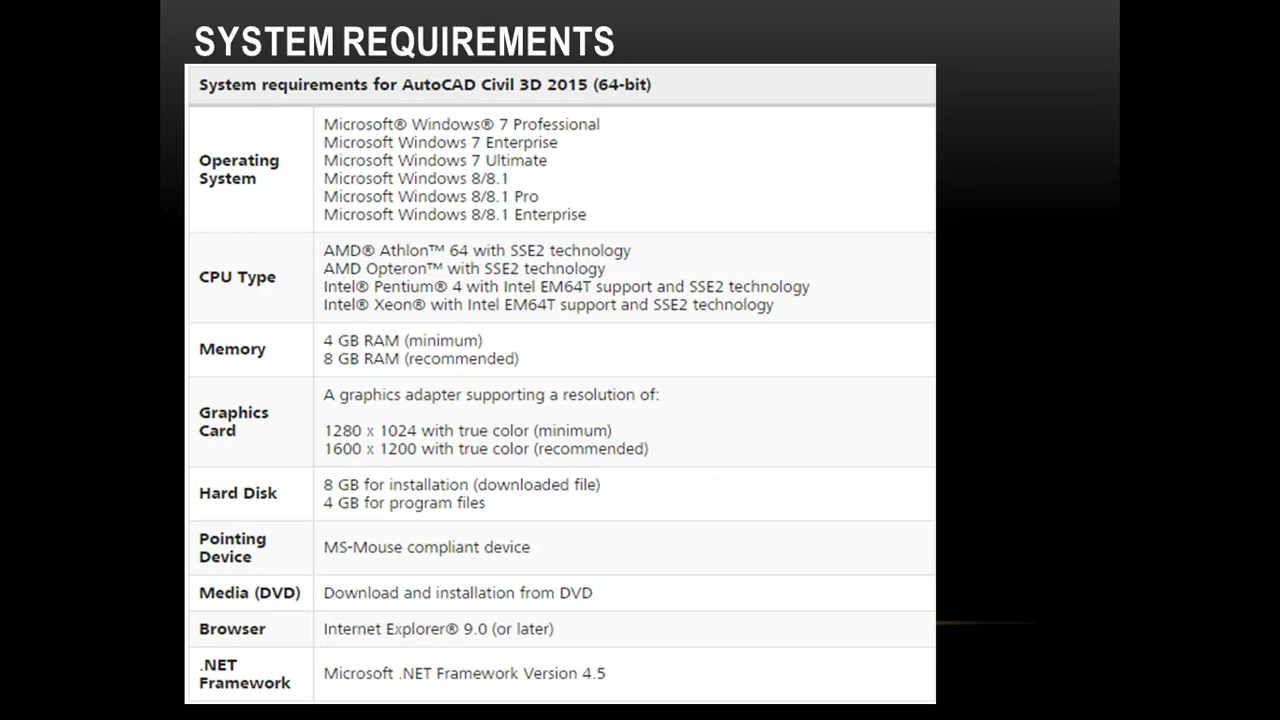 SYSTEM REQUIREMENTS
System requirements for AutoCAD Civil 3D 2015 (64-bit)
Operating
System
Microsoft® Windows® 7 Professional
Microsoft Windows 7 Enterprise
Microsoft Windows 7 Ultimate
Microsoft Windows 8/8.1
Microsoft Windows 8/8.1 Pro
Microsoft Windows 8/8.1 Enterprise
CPU Type
AMD® Athlon™ 64 with SSE2 technology
AMD Opteron™ with SSE2 technology
Intel® Pentium® 4 with Intel EM64T support and SSE2 technology
Intel® Xeon® with Intel EM64T support and SSE2 technology
Memory
4 GB RAM (minimum)
8 GB RAM (recommended)
Graphics
Card
A graphics adapter supporting a resolution of:
1280 x 1024 with true color (minimum)
1600 x 1200 with true color (recommended)
Hard Disk
8 GB for installation (downloaded file)
4 GB for program files
Pointing
Device
MS-Mouse compliant device
Media (DVD)
Download and installation from DVD
Browser
Internet Explorer® 9.0 (or later)
.NET
Framework
Microsoft .NET Framework Version 4.5